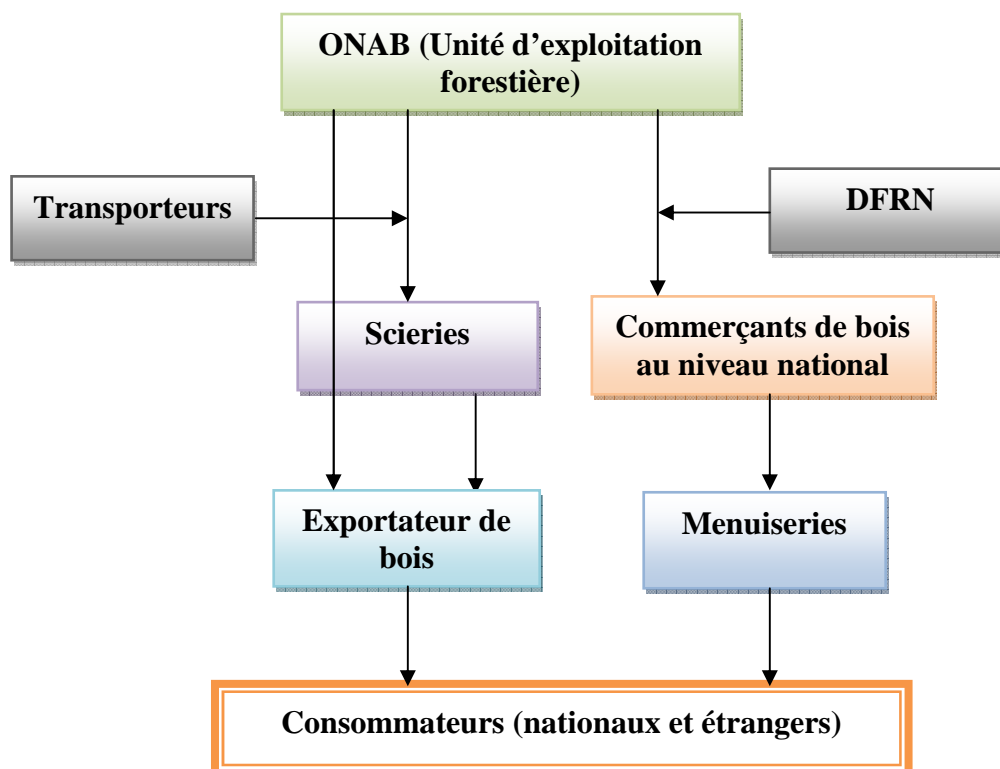 ONAB (Unité d’exploitation
forestière)
Transporteurs
DFRN
Scieries
Commerçants de bois
au niveau national
Exportateur de
bois
Menuiseries
Consommateurs (nationaux et étrangers)